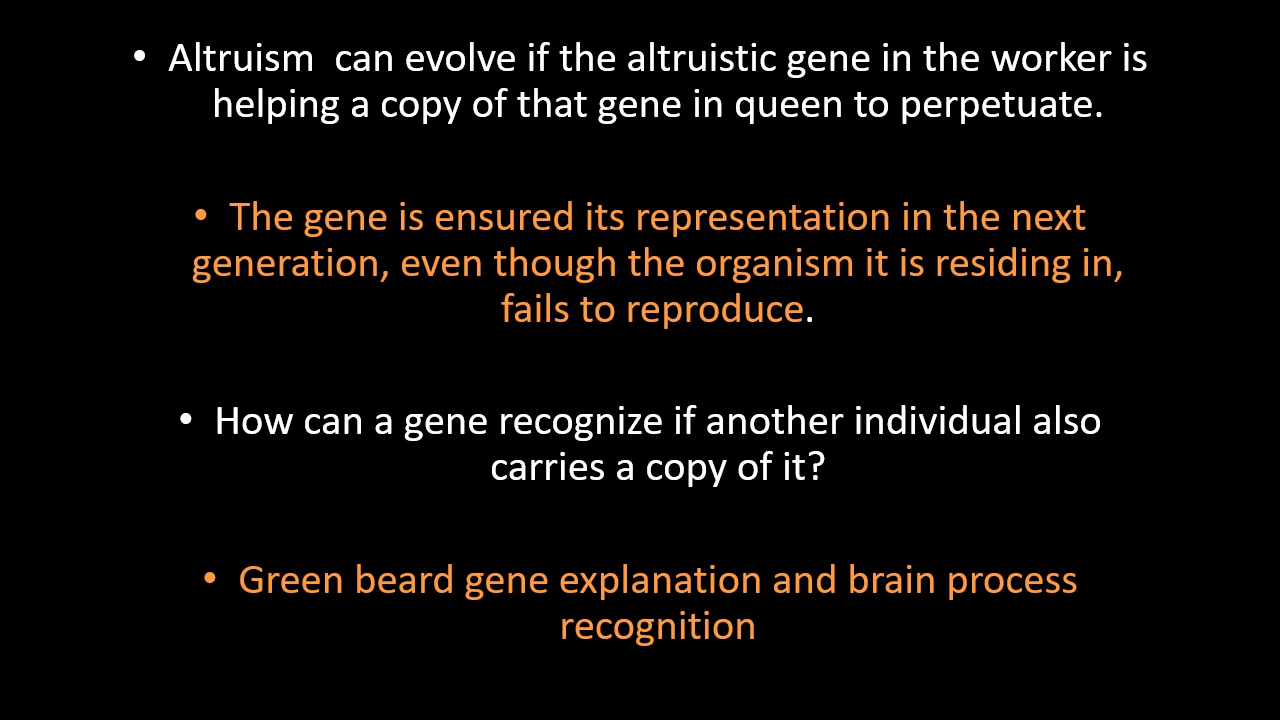 • Altruism  can evolve if the altruistic gene in the worker is
helping a copy of that gene in queen to perpetuate.
• The gene is ensured its representation in the next
generation, even though the organism it is residing in,
fails to reproduce.
• How can a gene recognize if another individual also
carries a copy of it?
• Green beard gene explanation and brain process
recognition